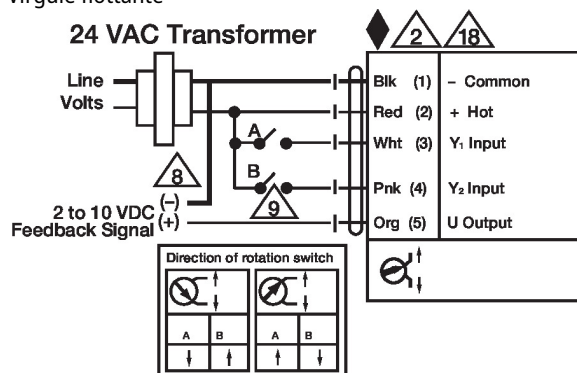 virgule flottante
24 VAC Transformer
2
18
Line
Volts
Blk (1) – Common
Red (2) + Hot
A
Wht (3) Y₁ Input
B
Pnk (4) Y₂ Input
8
9
(–)
2 to 10 VDC (+)
Feedback Signal
Org (5) U Output
Direction of rotation switch
A B
A B